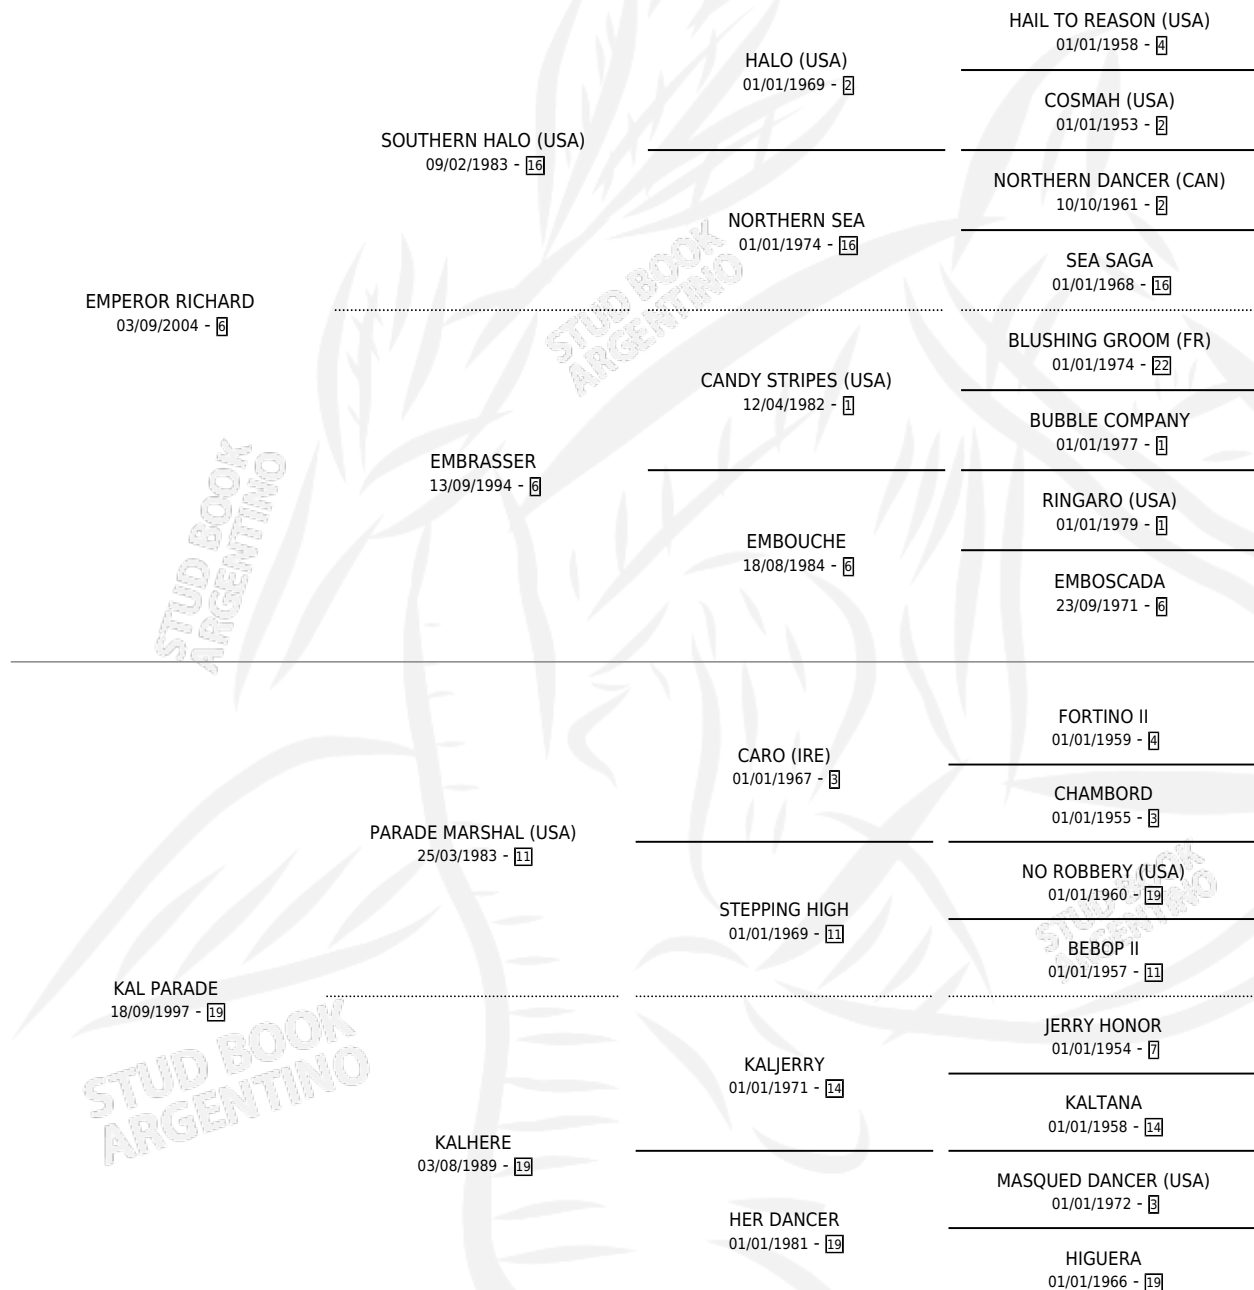 HAIL TO REASON (USA)
01/01/1958 - 4
HALO (USA)
01/01/1969 - 2
COSMAH (USA)
01/01/1953 - 2
SOUTHERN HALO (USA)
09/02/1983 - 16
NORTHERN DANCER (CAN)
10/10/1961 - 2
NORTHERN SEA
01/01/1974 - 16
SEA SAGA
01/01/1968 - 16
STUD BOOK
ARGENTINO
EMPEROR RICHARD
03/09/2004 - 6
BLUSHING GROOM (FR)
01/01/1974 - 22
CANDY STRIPES (USA)
12/04/1982 - 1
BUBBLE COMPANY
01/01/1977 - 1
EMBRASSER
13/09/1994 - 6
RINGARO (USA)
01/01/1979 - 1
EMBOUCHE
18/08/1984 - 6
EMBOSCADA
23/09/1971 - 6
STUD BOOK
ARGENTINO
FORTINO II
01/01/1959 - 4
CARO (IRE)
01/01/1967 - 3
CHAMBORD
01/01/1955 - 3
PARADE MARSHAL (USA)
25/03/1983 - 11
NO ROBBERY (USA)
01/01/1960 - 19
STEPPING HIGH
01/01/1969 - 11
BEBOP II
01/01/1957 - 11
STUD BOOK
ARGENTINO
KAL PARADE
18/09/1997 - 19
JERRY HONOR
01/01/1954 - 7
KALJERRY
01/01/1971 - 14
KALTANA
01/01/1958 - 14
STUD BOOK
ARGENTINO
KALHERE
03/08/1989 - 19
MASQUED DANCER (USA)
01/01/1972 - 3
HER DANCER
01/01/1981 - 19
HIGUERA
01/01/1966 - 19